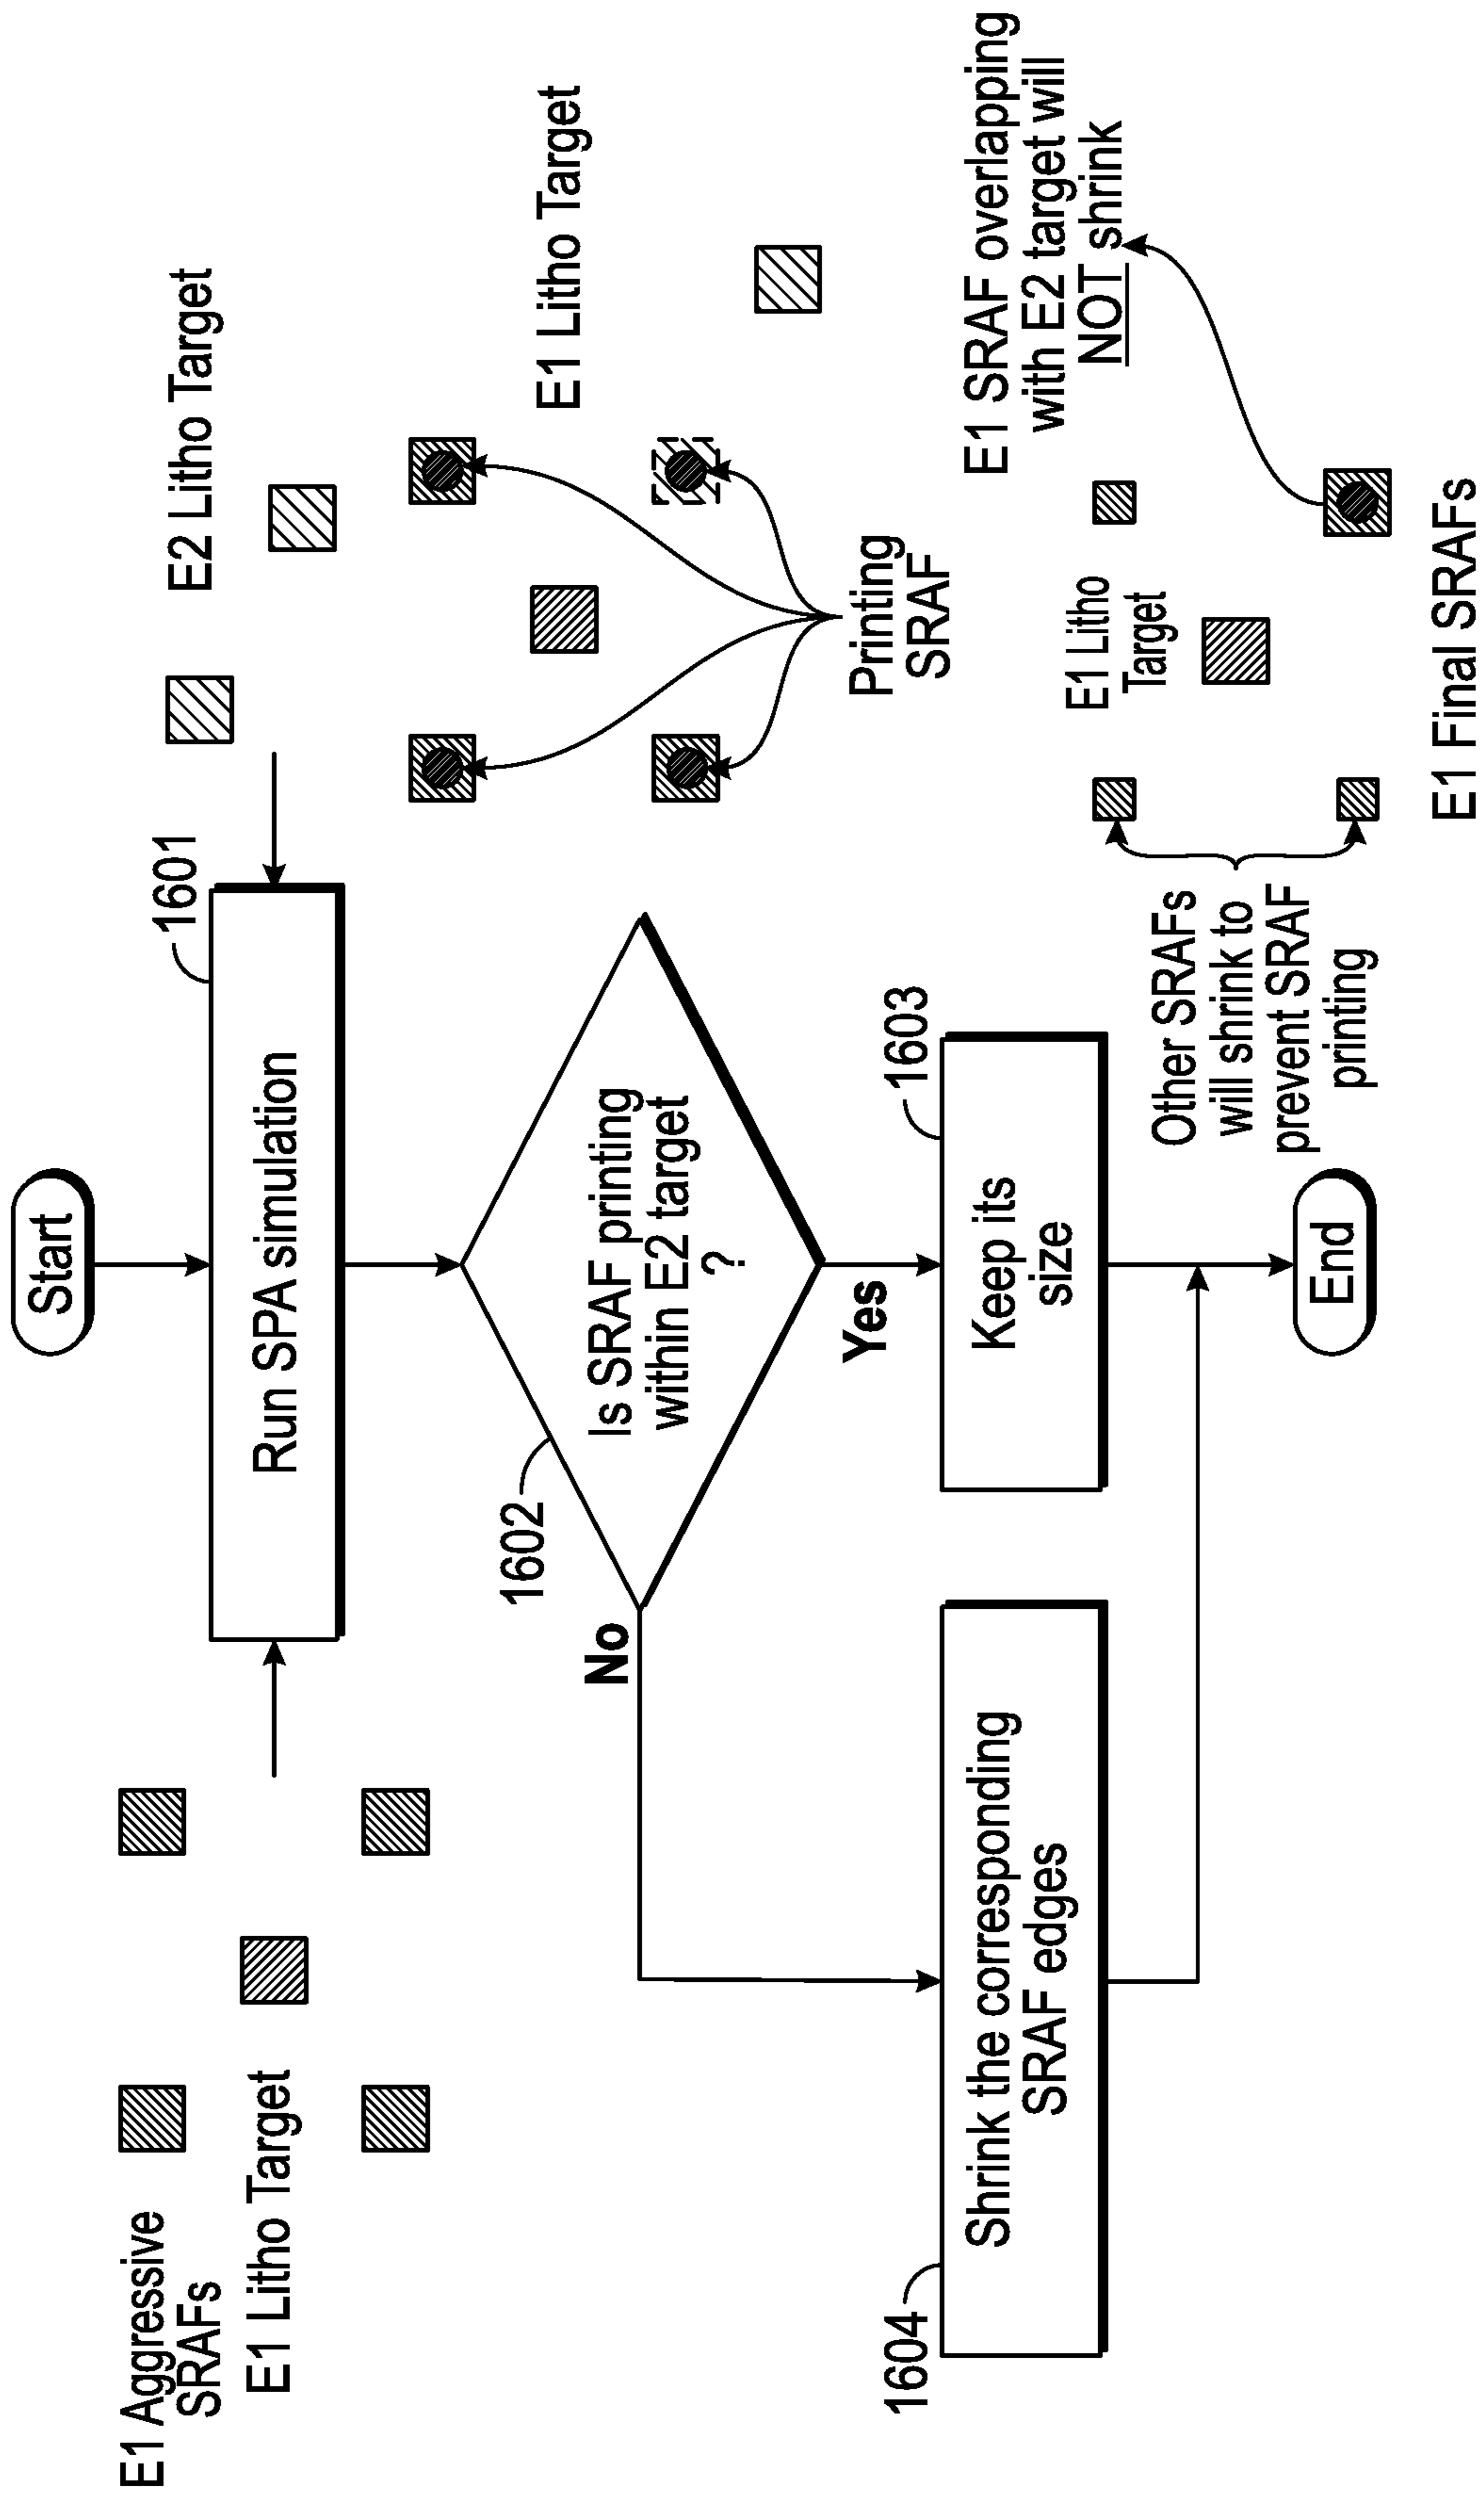 Start
E1 Aggressive
SRAFs
E1 Litho Target
1601
Run SPA simulation
E2 Litho Target
1602
Is SRAF printing
within E2 target
?
No
Yes
E1 Litho Target
Printing
SRAF
1604
Shrink the corresponding
SRAF edges
1603
Keep its
size
E1 SRAF overlapping
with E2 target will
NOT shrink
E1 Litho
Target
Other SRAFs
will shrink to
prevent SRAF
printing
End
E1 Final SRAFs